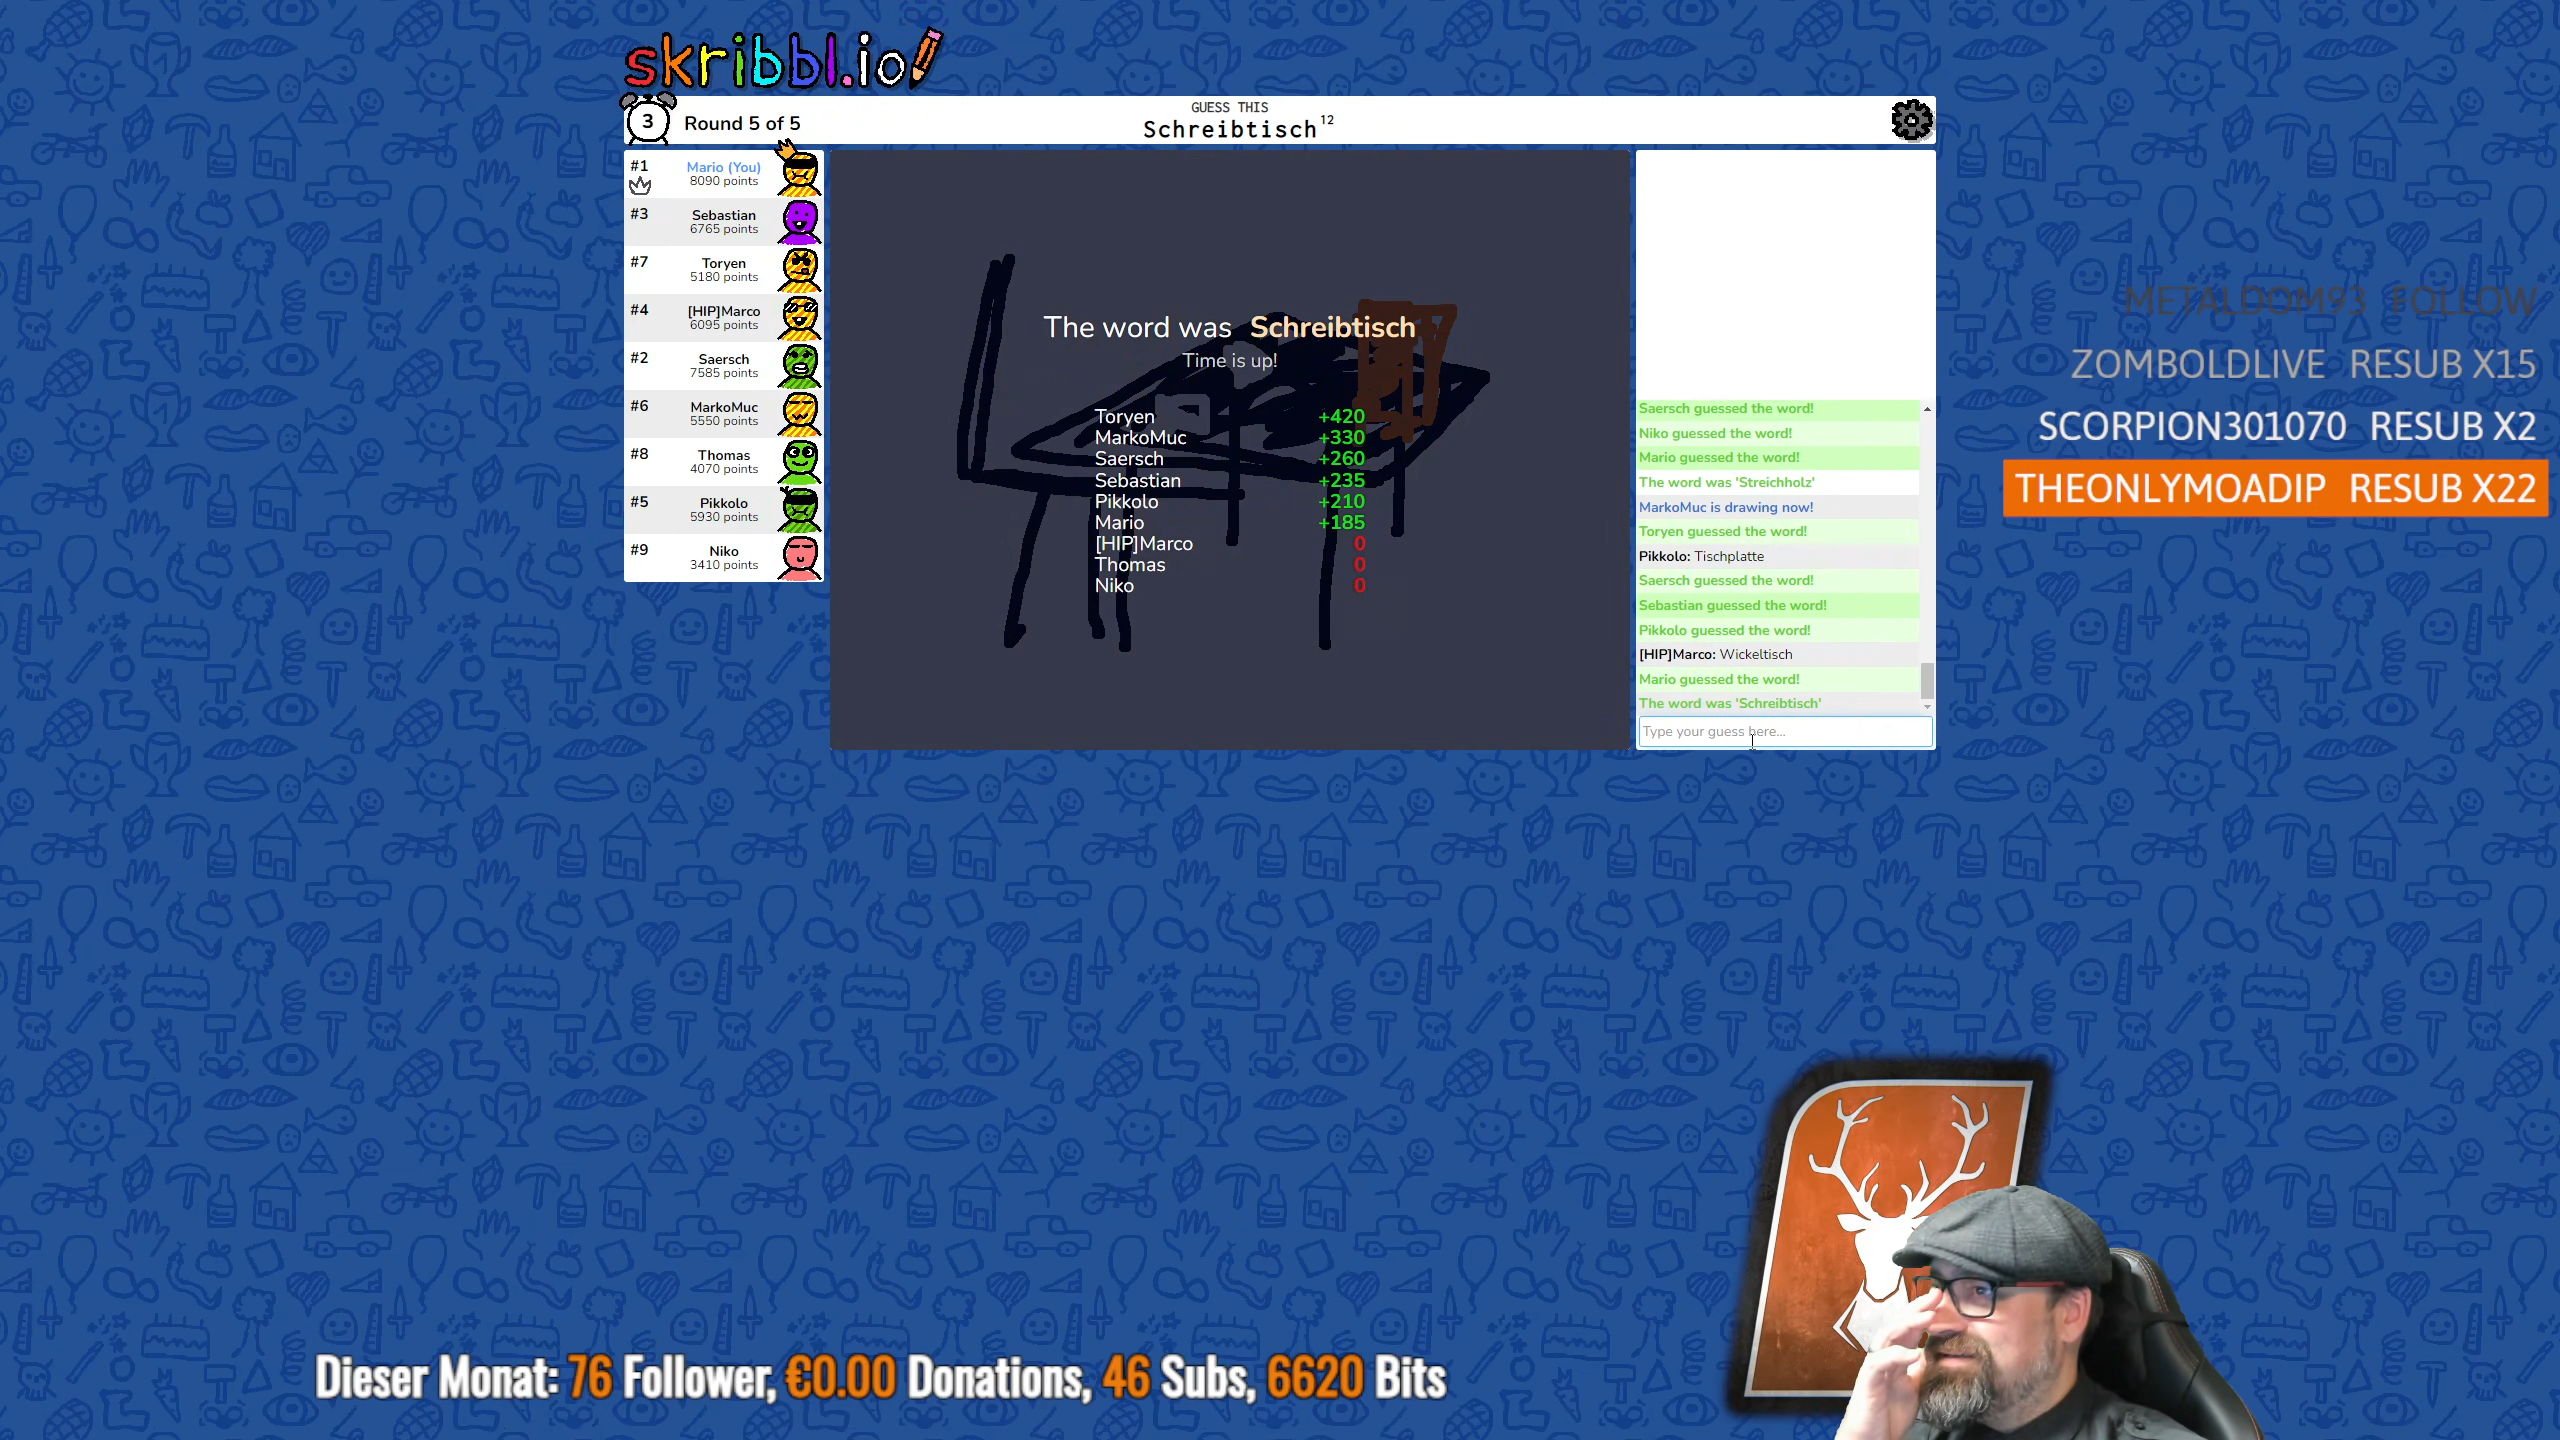 skribbl.io
3
Round 5 of 5
GUESS THIS
Schreibtisch 12
#1 Mario (You)
8090 points
#3 Sebastian
6765 points
#7 Toryen
5180 points
#4 [HIP]Marco
6095 points
#2 Saersch
7585 points
#6 MarkoMuc
5550 points
#8 Thomas
4070 points
#5 Pikkolo
5930 points
#9 Niko
3410 points
The word was Schreibtisch
Time is up!
Toryen +420
MarkoMuc +330
Saersch +260
Sebastian +235
Pikkolo +210
Mario +185
[HIP]Marco 0
Thomas 0
Niko 0
Saersch guessed the word!
Niko guessed the word!
Mario guessed the word!
The word was 'Streichholz'
MarkoMuc is drawing now!
Toryen guessed the word!
Pikkolo: Tischplatte
Saersch guessed the word!
Sebastian guessed the word!
Pikkolo guessed the word!
[HIP]Marco: Wickeltisch
Mario guessed the word!
The word was 'Schreibtisch'
Type your guess here...
METALDOM93 FOLLOW
ZOMBOLDLIVE RESUB X15
SCORPION301070 RESUB X2
THEONLYMOADIP RESUB X22
Dieser Monat: 76 Follower, €0.00 Donations, 46 Subs, 6620 Bits